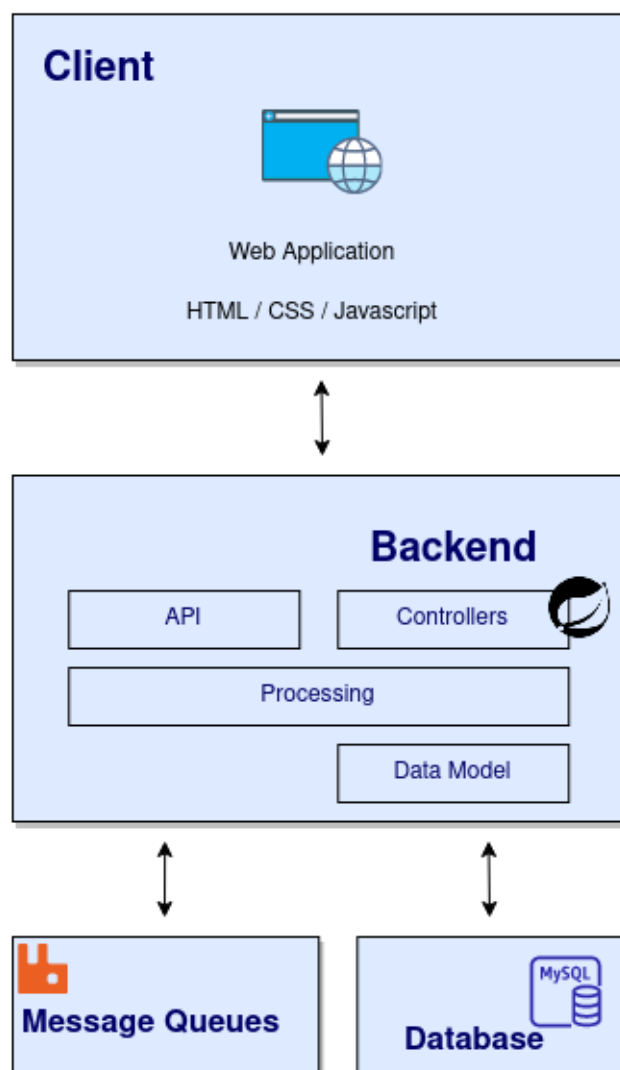 Client
Web Application
HTML / CSS / Javascript
Backend
API
Controllers
Processing
Data Model
Message Queues
MySQL
Database